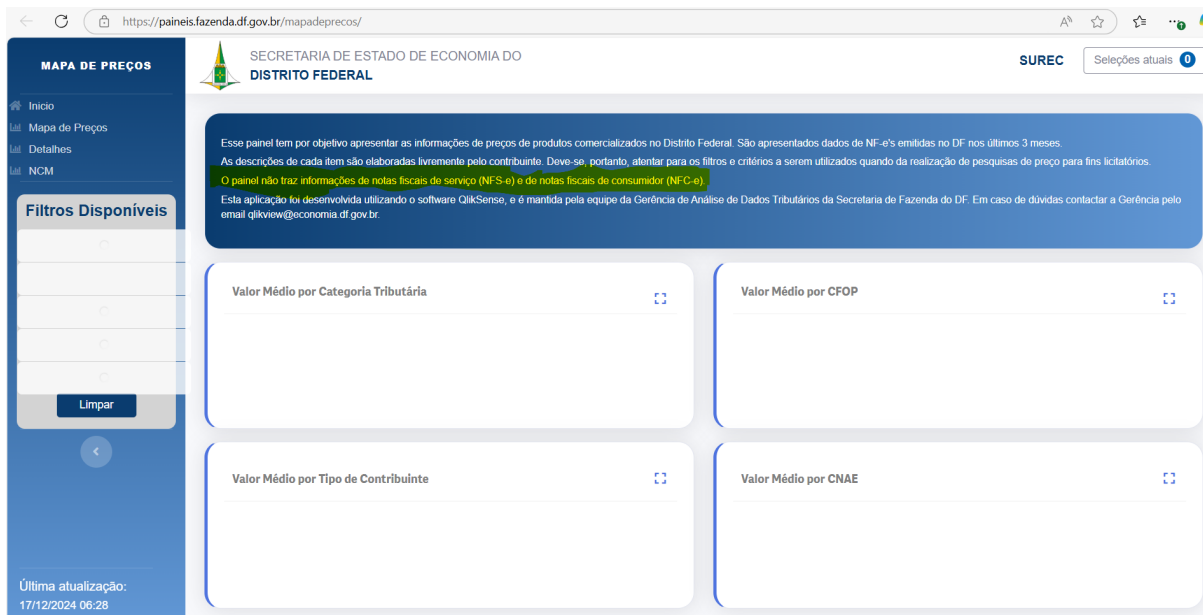 https://paineis.fazenda.df.gov.br/mapadeprecos/
MAPA DE PREÇOS
Inicio
Mapa de Preços
Detalhes
NCM
Filtros Disponíveis
Limpar
Última atualização:
17/12/2024 06:28
SECRETARIA DE ESTADO DE ECONOMIA DO
DISTRITO FEDERAL
SUREC
Seleções atuais 0
Esse painel tem por objetivo apresentar as informações de preços de produtos comercializados no Distrito Federal. São apresentados dados de NF-e's emitidas no DF nos últimos 3 meses.
As descrições de cada item são elaboradas livremente pelo contribuinte. Deve-se, portanto, atentar para os filtros e critérios a serem utilizados quando da realização de pesquisas de preço para fins licitatórios.
O painel não traz informações de notas fiscais de serviço (NFS-e) e de notas fiscais de consumidor (NFC-e).
Esta aplicação foi desenvolvida utilizando o software QlikSense, e é mantida pela equipe da Gerência de Análise de Dados Tributários da Secretaria de Fazenda do DF. Em caso de dúvidas contactar a Gerência pelo
email qlikview@economia.df.gov.br.
Valor Médio por Categoria Tributária
Valor Médio por CFOP
Valor Médio por Tipo de Contribuinte
Valor Médio por CNAE